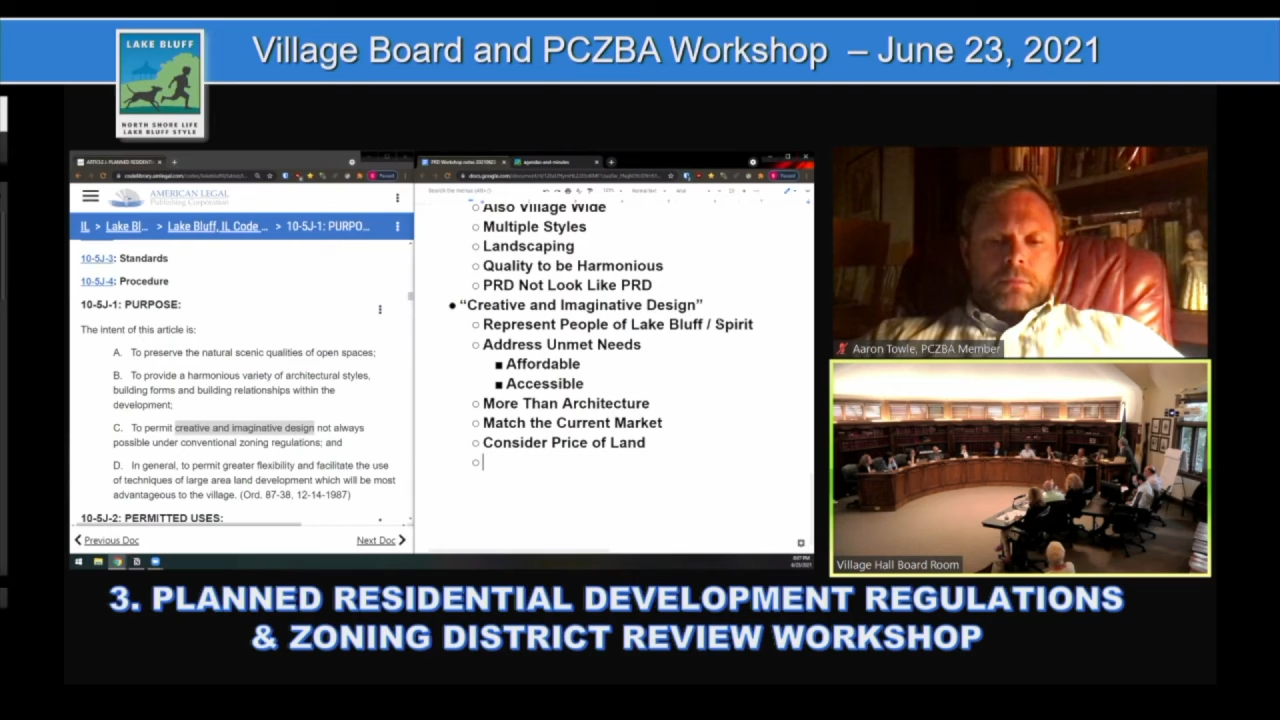 Village Board and PCZBA Workshop – June 23, 2021
LAKE BLUFF
NORTH SHORE LIFE
LAKE BLUFF STYLE
PRD Workshop notes
agendas-and-minutes
AMERICAN LEGAL
Publishing Corporation
IL > Lake Bl... > Lake Bluff, IL Code ... > 10-5J-1: PURPO...
10-5J-3: Standards
10-5J-4: Procedure
10-5J-1: PURPOSE:
The intent of this article is:
A. To preserve the natural scenic qualities of open spaces;
B. To provide a harmonious variety of architectural styles,
building forms and building relationships within the
development;
C. To permit creative and imaginative design not always
possible under conventional zoning regulations; and
D. In general, to permit greater flexibility and facilitate the use
of techniques of large area land development which will be most
advantageous to the village. (Ord. 87-38, 12-14-1987)
10-5J-2: PERMITTED USES:
Previous Doc
Next Doc
Also Village Wide
Multiple Styles
Landscaping
Quality to be Harmonious
PRD Not Look Like PRD
“Creative and Imaginative Design”
Represent People of Lake Bluff / Spirit
Address Unmet Needs
Affordable
Accessible
More Than Architecture
Match the Current Market
Consider Price of Land
Aaron Towle, PCZBA Member
Village Hall Board Room
3. PLANNED RESIDENTIAL DEVELOPMENT REGULATIONS
& ZONING DISTRICT REVIEW WORKSHOP